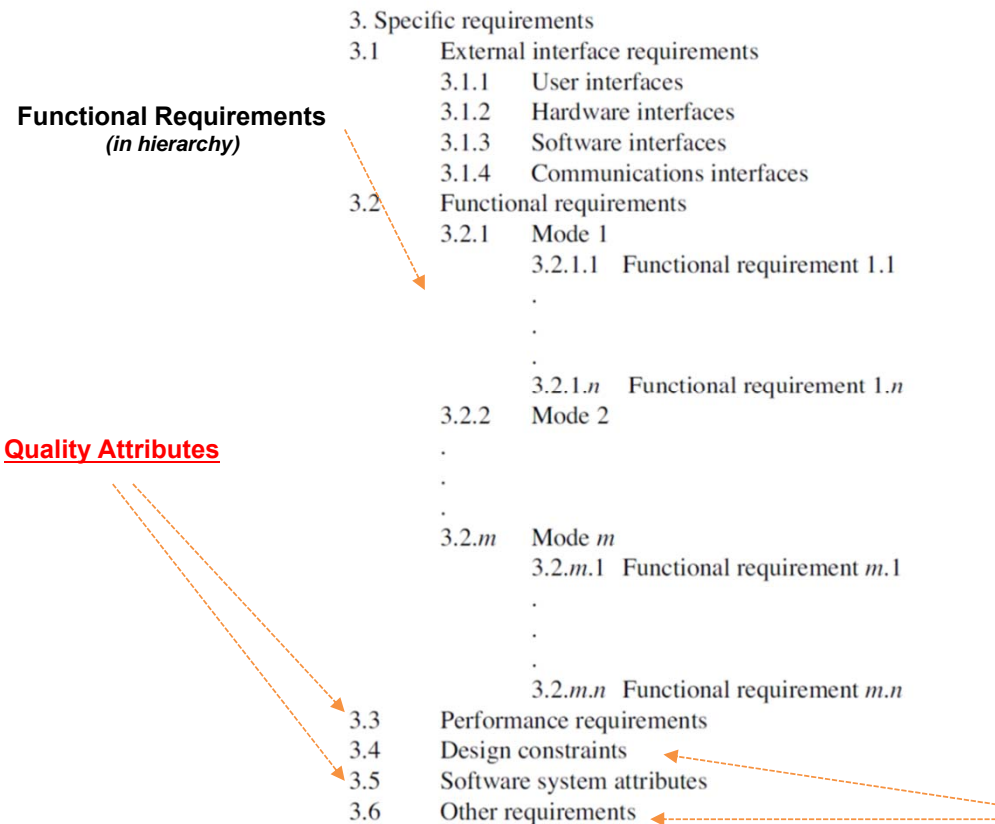 3. Specific requirements
3.1 External interface requirements
3.1.1 User interfaces
3.1.2 Hardware interfaces
3.1.3 Software interfaces
3.1.4 Communications interfaces
Functional Requirements
(in hierarchy)
3.2 Functional requirements
3.2.1 Mode 1
3.2.1.1 Functional requirement 1.1
.
.
.
3.2.1.n Functional requirement 1.n
3.2.2 Mode 2
Quality Attributes
.
.
.
3.2.m Mode m
3.2.m.1 Functional requirement m.1
.
.
.
3.2.m.n Functional requirement m.n
3.3 Performance requirements
3.4 Design constraints
3.5 Software system attributes
3.6 Other requirements